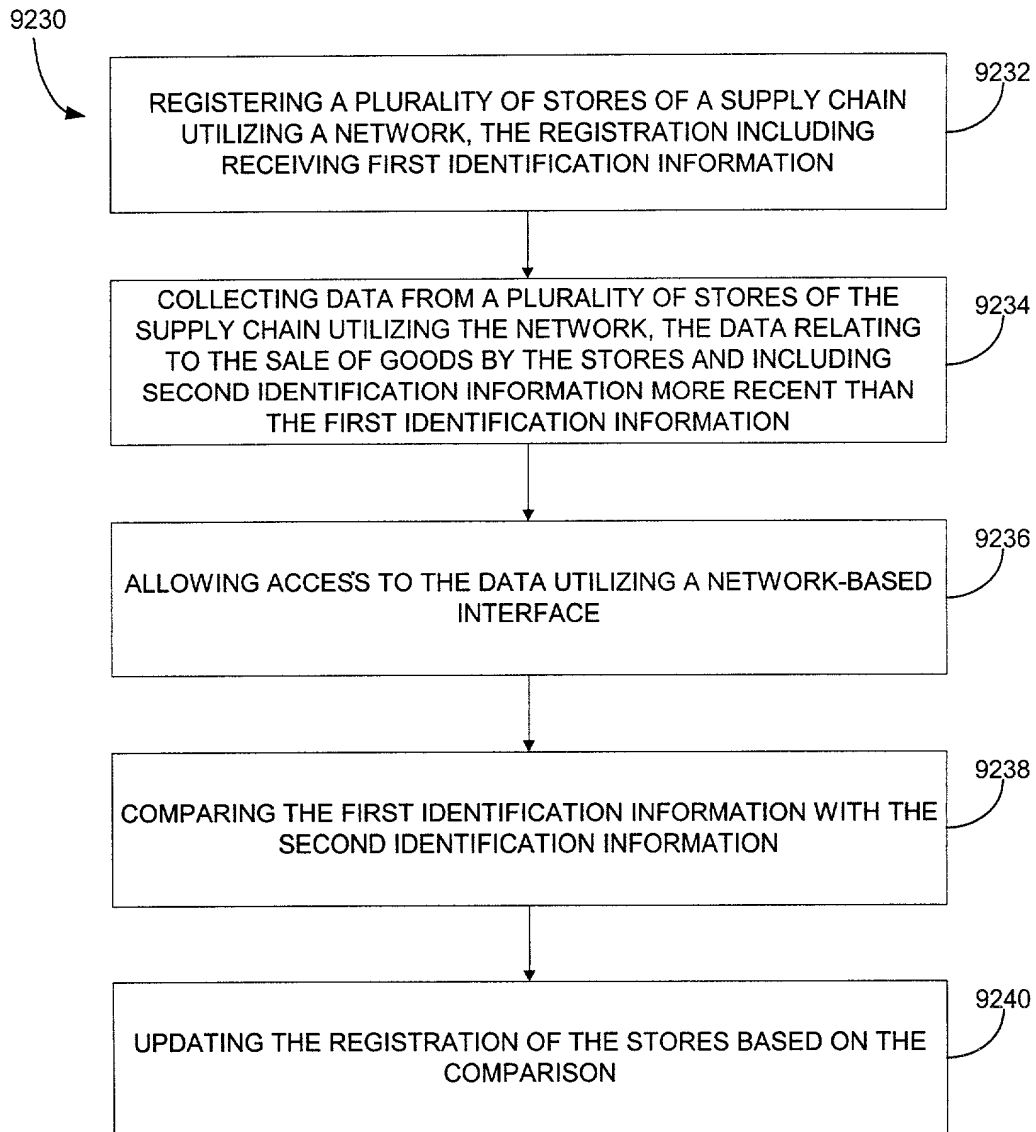 9230
9232
REGISTERING A PLURALITY OF STORES OF A SUPPLY CHAIN
UTILIZING A NETWORK, THE REGISTRATION INCLUDING
RECEIVING FIRST IDENTIFICATION INFORMATION
9234
COLLECTING DATA FROM A PLURALITY OF STORES OF THE
SUPPLY CHAIN UTILIZING THE NETWORK, THE DATA RELATING
TO THE SALE OF GOODS BY THE STORES AND INCLUDING
SECOND IDENTIFICATION INFORMATION MORE RECENT THAN
THE FIRST IDENTIFICATION INFORMATION
9236
ALLOWING ACCESS TO THE DATA UTILIZING A NETWORK-BASED
INTERFACE
9238
COMPARING THE FIRST IDENTIFICATION INFORMATION WITH THE
SECOND IDENTIFICATION INFORMATION
9240
UPDATING THE REGISTRATION OF THE STORES BASED ON THE
COMPARISON